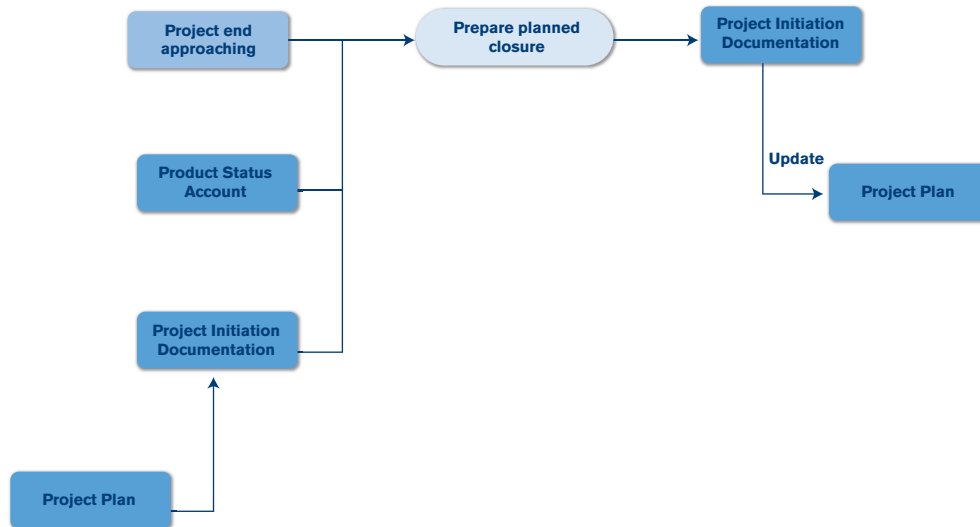 Project end
approaching
Prepare planned
closure
Project Initiation
Documentation
Update
Project Plan
Product Status
Account
Project Initiation
Documentation
Project Plan